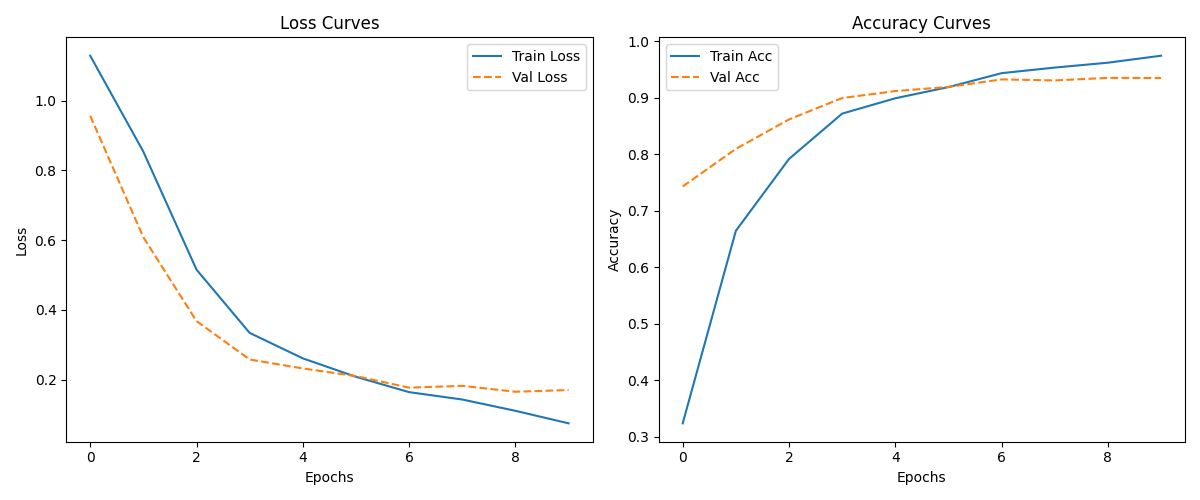 Loss Curves
Train Loss
Val Loss
1.0
0.8
0.6
0.4
0.2
Loss
0
2
4
6
8
Epochs
Accuracy Curves
Train Acc
Val Acc
1.0
0.9
0.8
0.7
0.6
0.5
0.4
0.3
Accuracy
0
2
4
6
8
Epochs